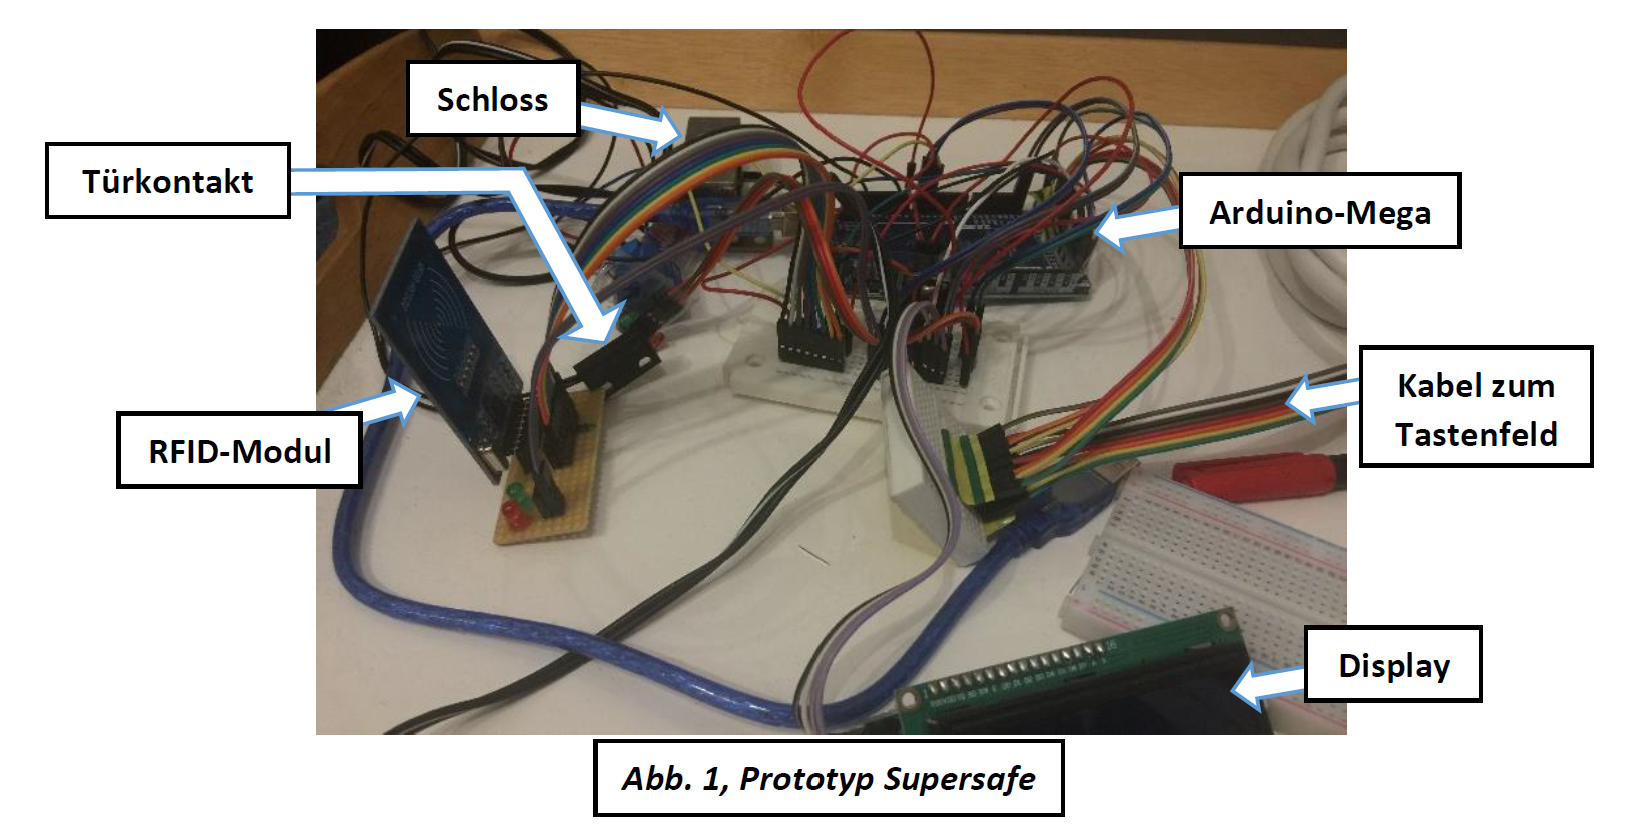 Schloss
Türkontakt
Arduino-Mega
Kabel zum
Tastenfeld
RFID-Modul
Display
Abb. 1, Prototyp Supersafe